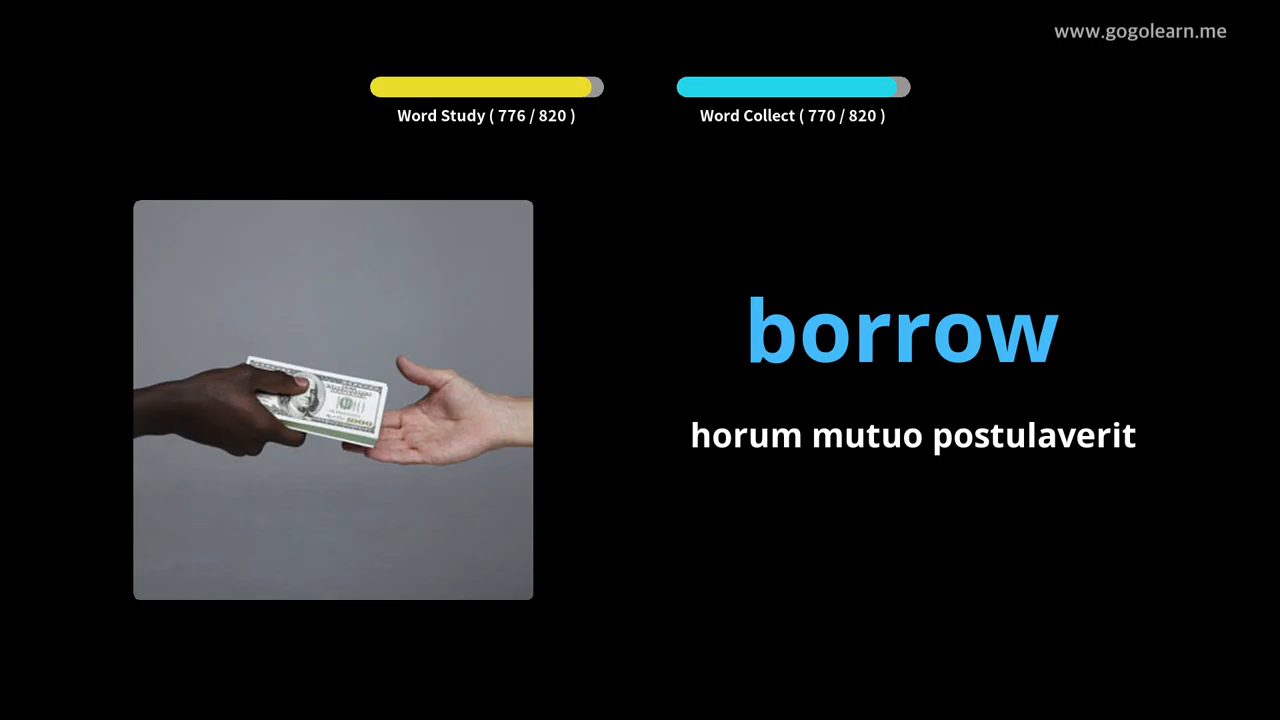 www.gogolearn.me
Word Study ( 776 / 820 )
Word Collect ( 770 / 820 )
borrow
horum mutuo postulaverit